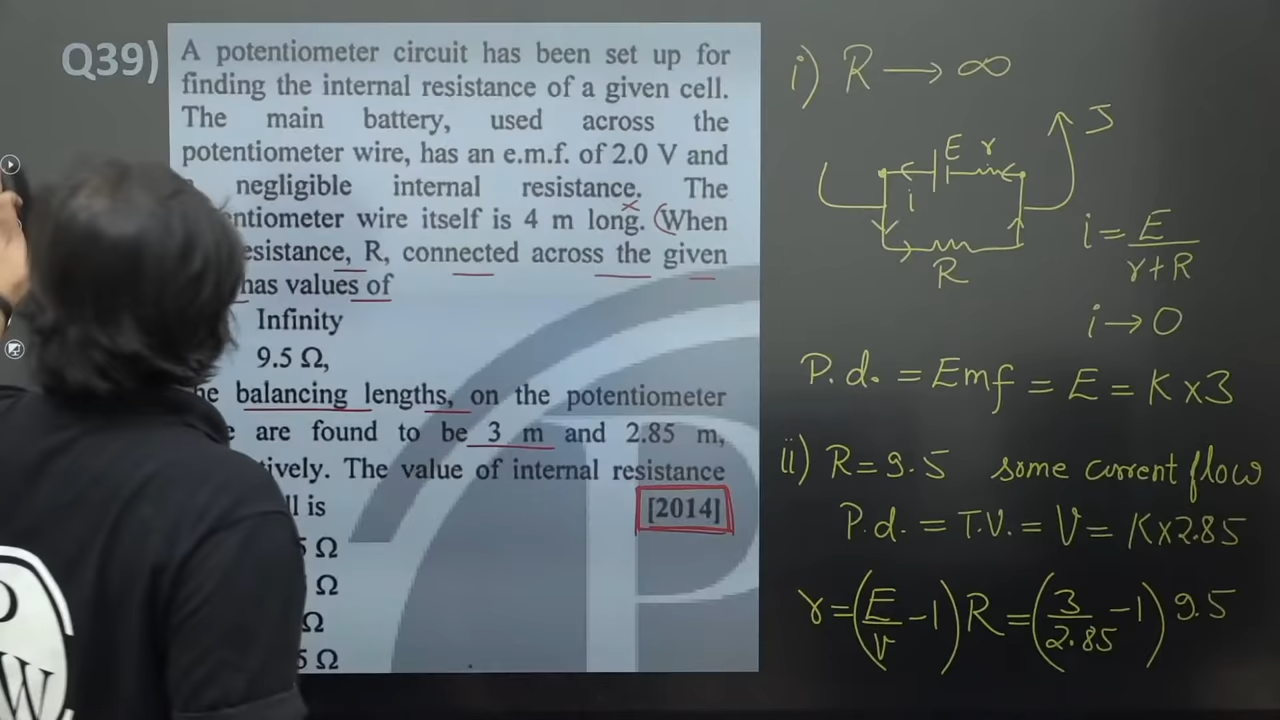 Q39)
A potentiometer circuit has been set up for
finding the internal resistance of a given cell.
The main battery, used across the
potentiometer wire, has an e.m.f. of 2.0 V and
negligible internal resistance. The
ntiometer wire itself is 4 m long. (When
esistance, R, connected across the given
has values of
Infinity
9.5 Ω,
he balancing lengths, on the potentiometer
e are found to be 3 m and 2.85 m,
tively. The value of internal resistance
l is
[2014]
5 Ω
Ω
Ω
5 Ω
i) R → ∞
E r
J
i
R
i = E / (r + R)
i → 0
P.d. = Emf = E = K × 3
ii) R = 9.5 some current flow
P.d. = T.V. = V = K × 2.85
r = (E/V - 1) R = (3/2.85 - 1) 9.5
P
W